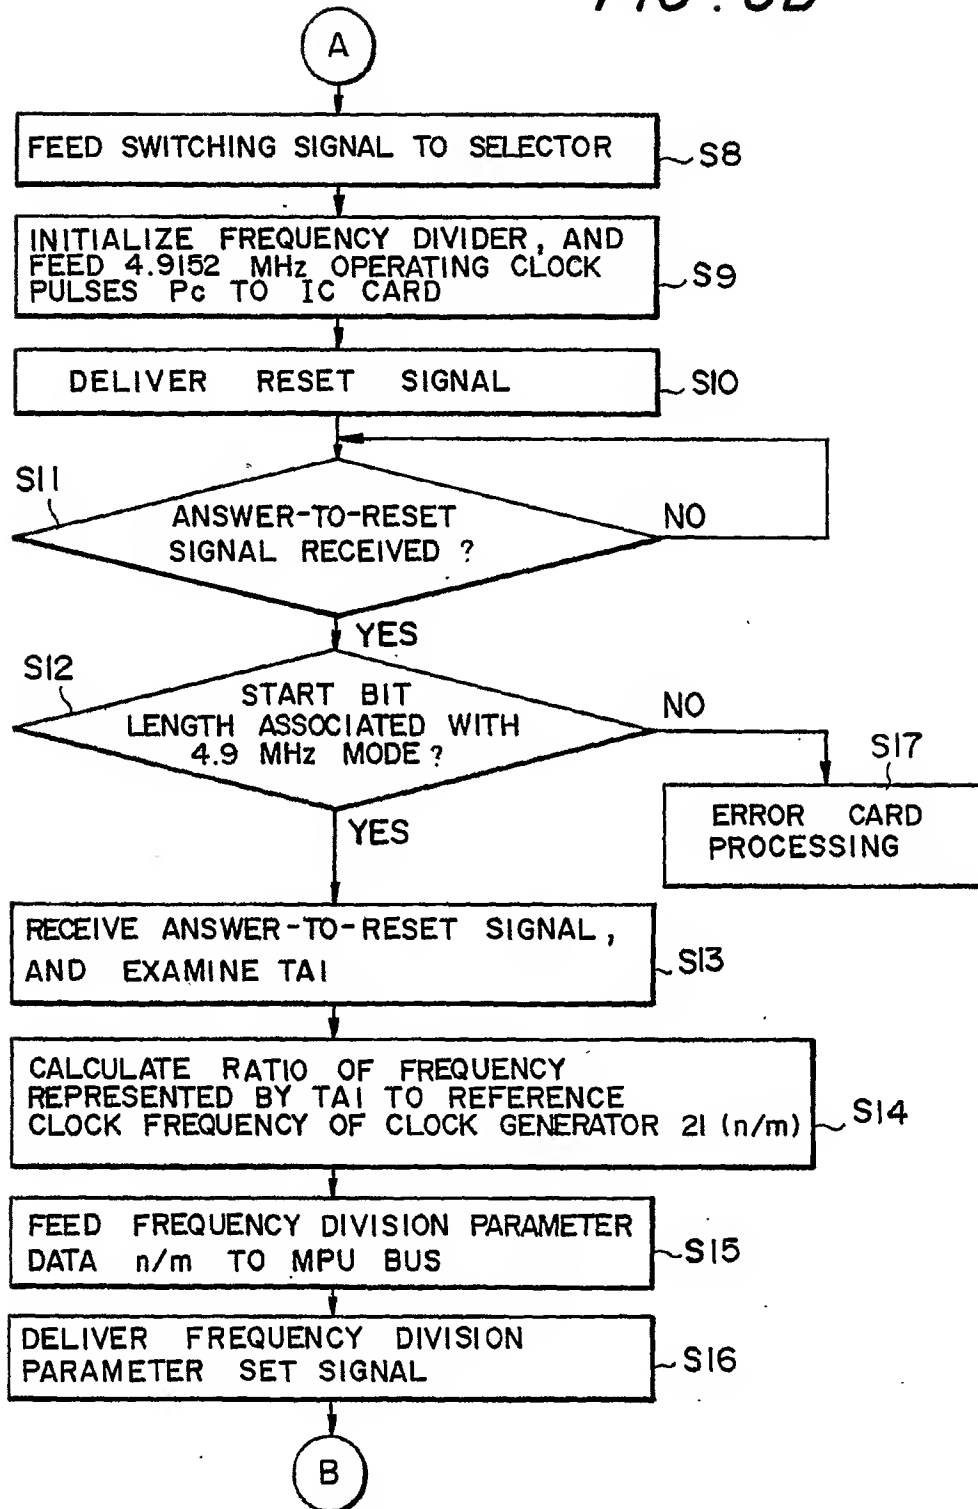 A
FEED SWITCHING SIGNAL TO SELECTOR
S8
INITIALIZE FREQUENCY DIVIDER, AND
FEED 4.9152 MHz OPERATING CLOCK
PULSES Pc TO IC CARD
S9
DELIVER RESET SIGNAL
S10
S11
ANSWER-TO-RESET
SIGNAL RECEIVED ?
NO
YES
S12
START BIT
LENGTH ASSOCIATED WITH
4.9 MHz MODE ?
NO
S17
ERROR CARD
PROCESSING
YES
RECEIVE ANSWER-TO-RESET SIGNAL,
AND EXAMINE TA1
S13
CALCULATE RATIO OF FREQUENCY
REPRESENTED BY TA1 TO REFERENCE
CLOCK FREQUENCY OF CLOCK GENERATOR 21 (n/m)
S14
FEED FREQUENCY DIVISION PARAMETER
DATA n/m TO MPU BUS
S15
DELIVER FREQUENCY DIVISION
PARAMETER SET SIGNAL
S16
B